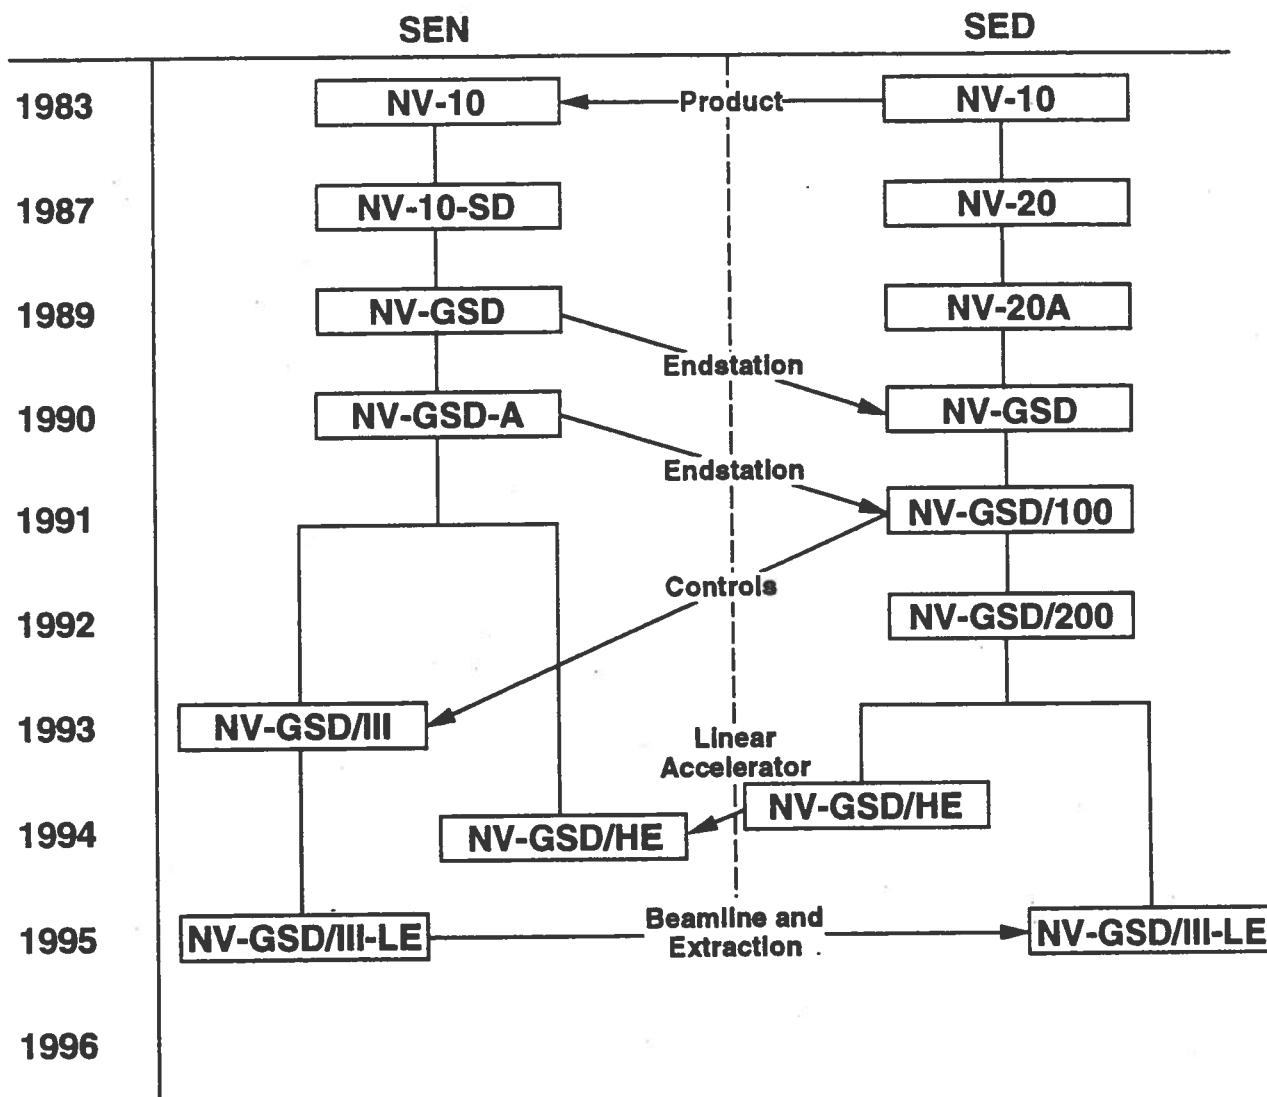 SEN SED
1983 NV-10 Product NV-10
1987 NV-10-SD NV-20
1989 NV-GSD NV-20A
Endstation
1990 NV-GSD-A NV-GSD
Endstation
1991 NV-GSD/100
Controls
1992 NV-GSD/200
1993 NV-GSD/III
Linear
Accelerator
NV-GSD/HE
1994 NV-GSD/HE
1995 NV-GSD/III-LE
Beamline and
Extraction
NV-GSD/III-LE
1996